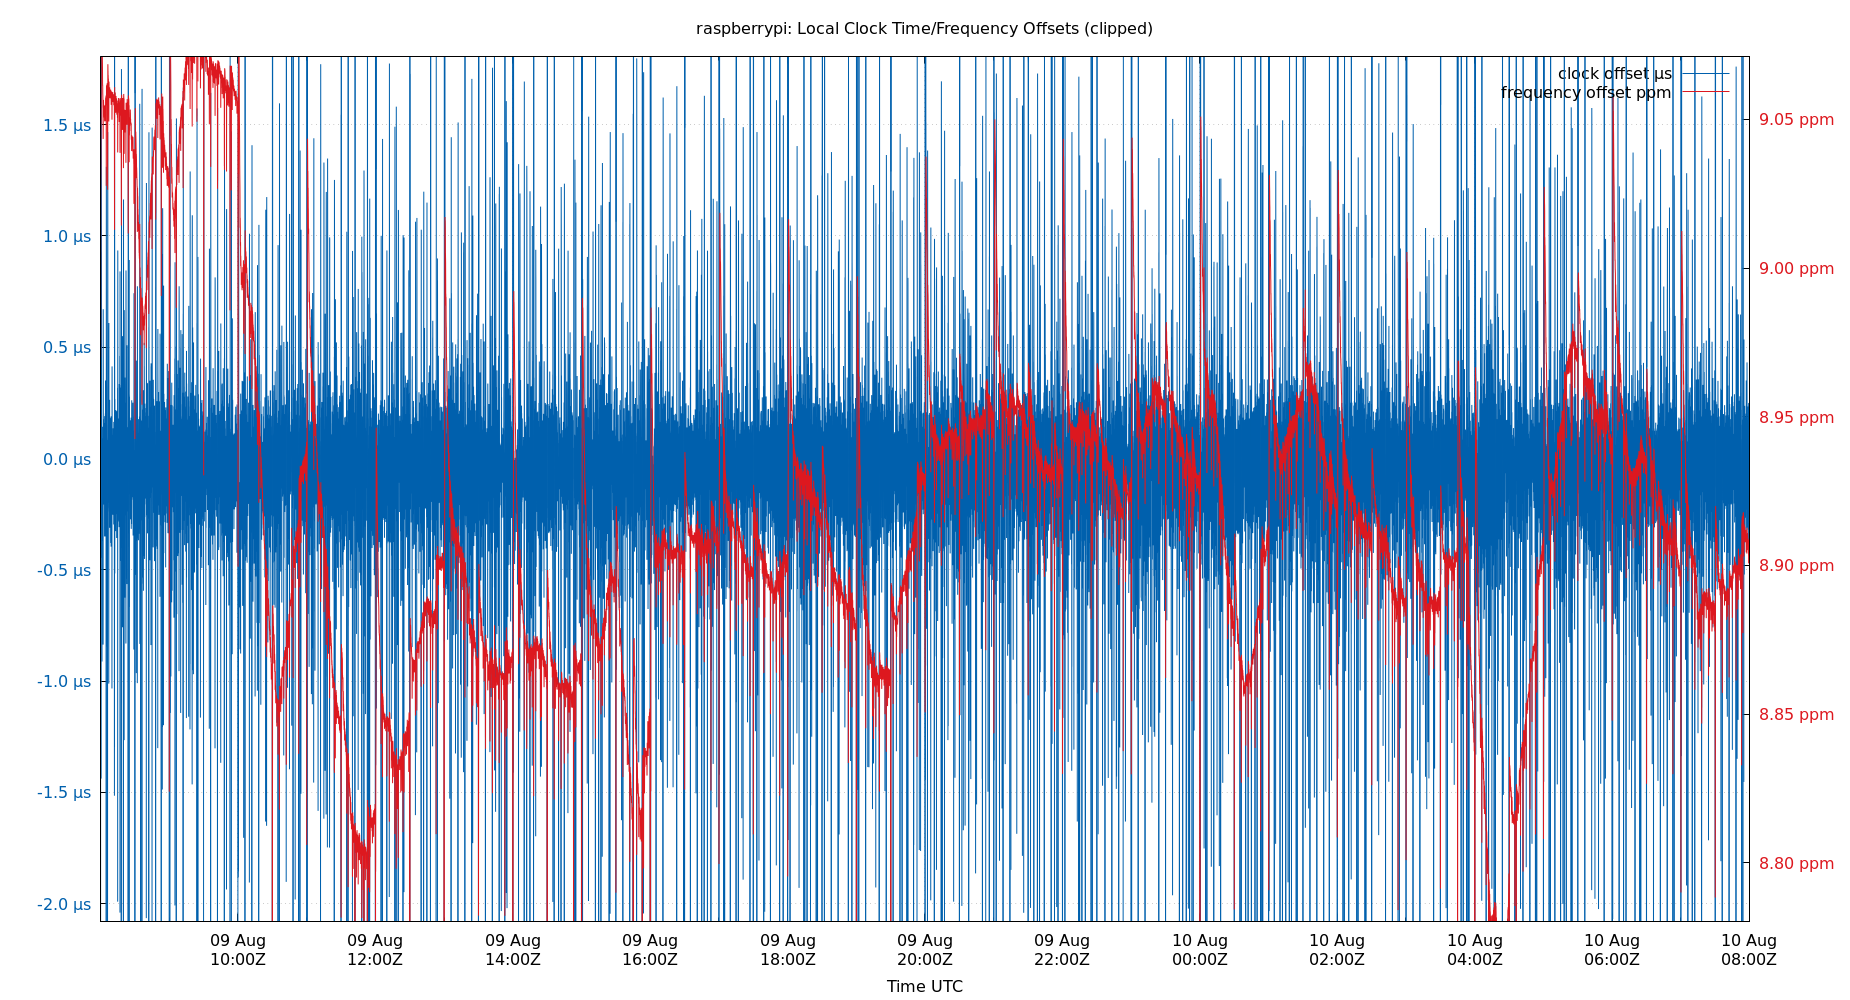 raspberrypi: Local Clock Time/Frequency Offsets (clipped)
clock offset µs
frequency offset ppm
1.5 µs
1.0 µs
0.5 µs
0.0 µs
-0.5 µs
-1.0 µs
-1.5 µs
-2.0 µs
9.05 ppm
9.00 ppm
8.95 ppm
8.90 ppm
8.85 ppm
8.80 ppm
09 Aug 09 Aug 09 Aug 09 Aug 09 Aug 09 Aug 09 Aug 10 Aug 10 Aug 10 Aug 10 Aug 10 Aug
10:00Z 12:00Z 14:00Z 16:00Z 18:00Z 20:00Z 22:00Z 00:00Z 02:00Z 04:00Z 06:00Z 08:00Z
Time UTC